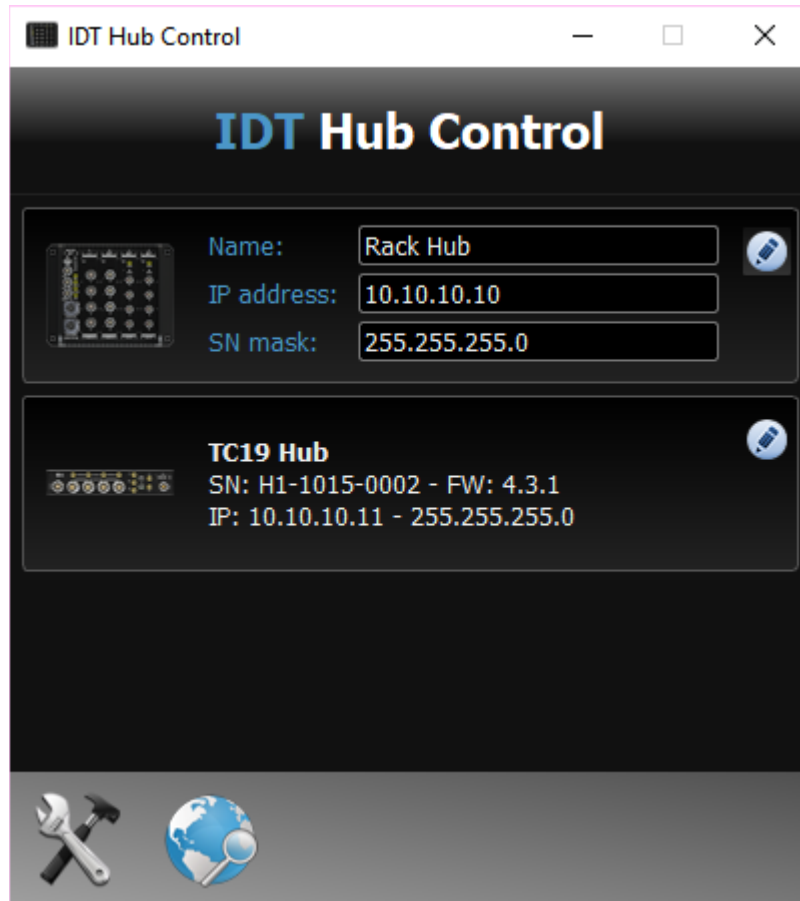 IDT Hub Control
IDT Hub Control
Name: Rack Hub
IP address: 10.10.10.10
SN mask: 255.255.255.0
TC19 Hub
SN: H1-1015-0002 - FW: 4.3.1
IP: 10.10.10.11 - 255.255.255.0